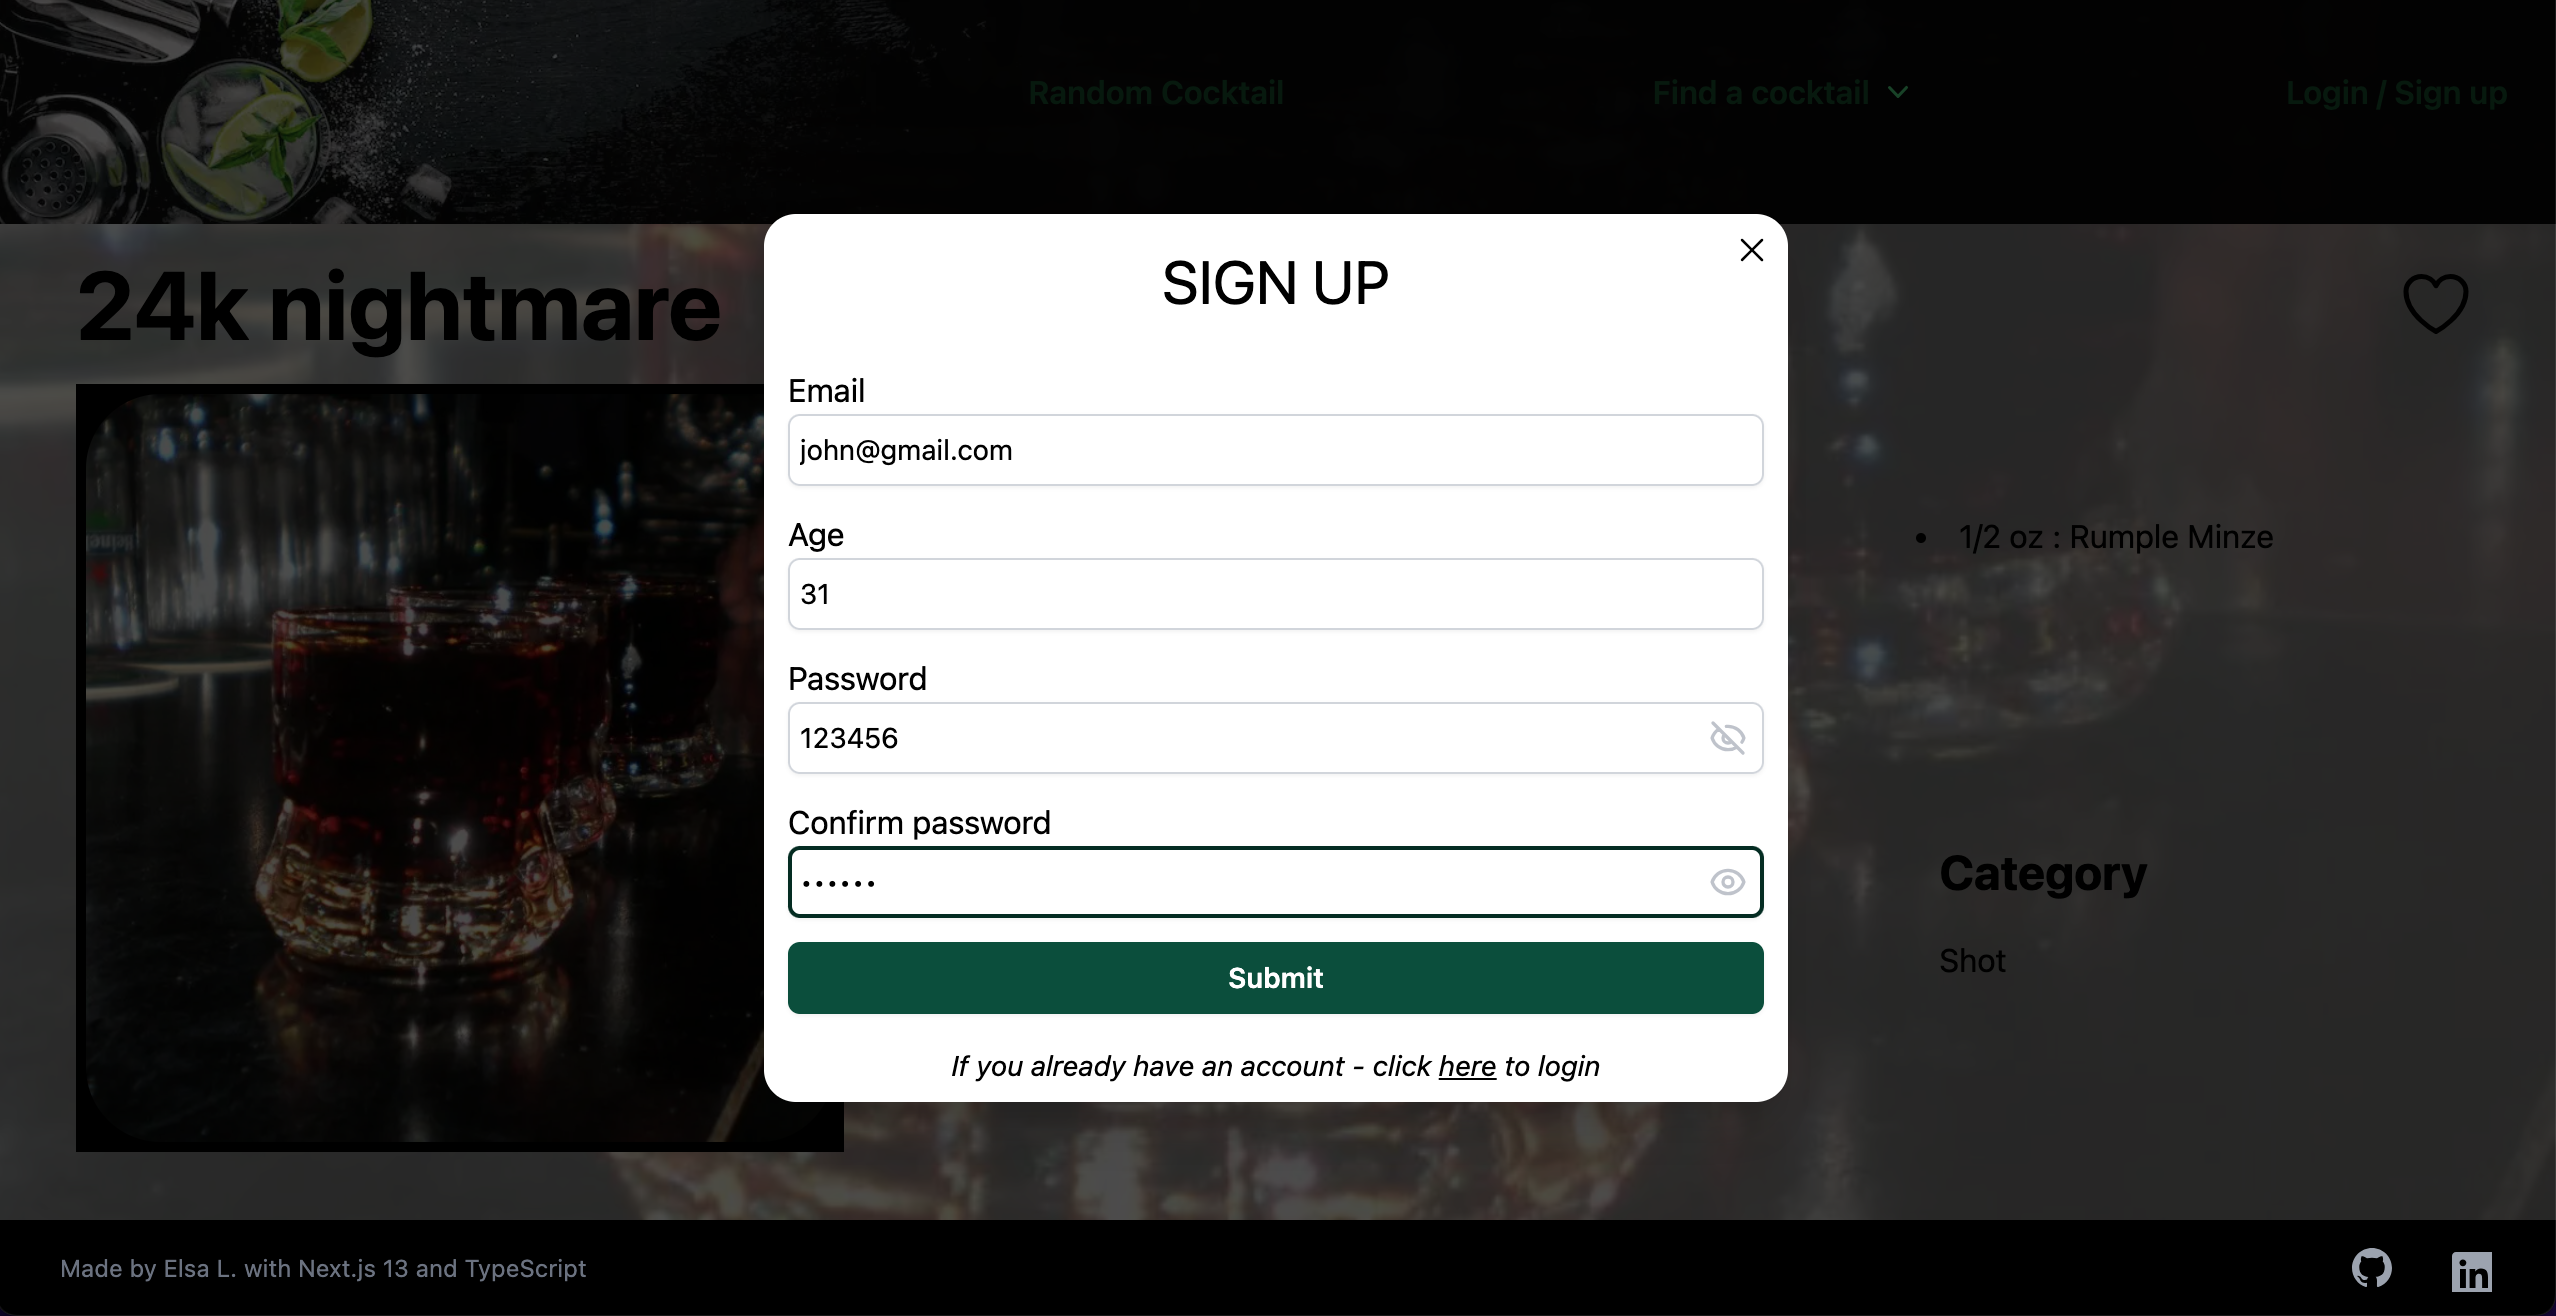 Random Cocktail
Find a cocktail
Login / Sign up
24k nightmare
SIGN UP
Email
john@gmail.com
Age
31
Password
123456
Confirm password
••••••
Submit
If you already have an account - click here to login
1/2 oz : Rumple Minze
Category
Shot
Made by Elsa L. with Next.js 13 and TypeScript
in